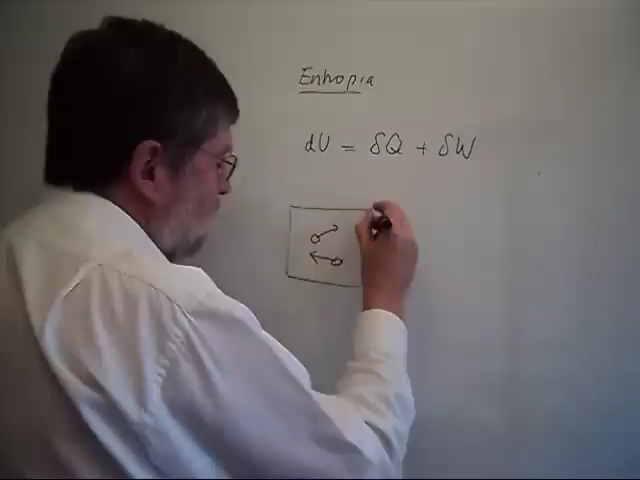 Entropia
dU = δQ + δW